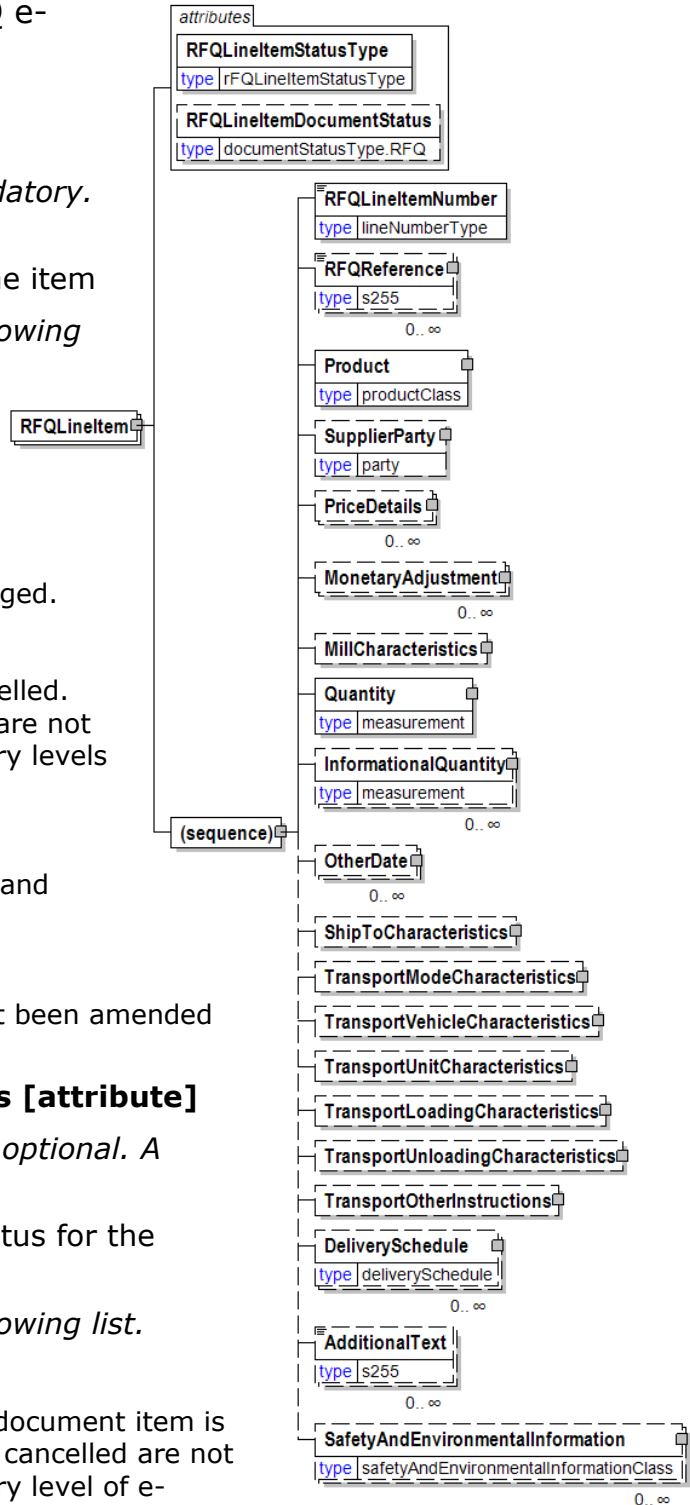 Q e-
datory.
ne item
owing
ged.
elled.
are not
ry levels
and
t been amended
s [attribute]
optional. A
tus for the
owing list.
document item is
cancelled are not
ry level of e-
RFQLineItem
attributes
RFQLineItemStatusType
type rFQLineItemStatusType
RFQLineItemDocumentStatus
type documentStatusType.RFQ
(sequence)
RFQLineItemNumber
type lineNumberType
RFQReference
type s255
0.. ∞
Product
type productClass
SupplierParty
type party
PriceDetails
0.. ∞
MonetaryAdjustment
0.. ∞
MillCharacteristics
Quantity
type measurement
InformationalQuantity
type measurement
0.. ∞
OtherDate
0.. ∞
ShipToCharacteristics
TransportModeCharacteristics
TransportVehicleCharacteristics
TransportUnitCharacteristics
TransportLoadingCharacteristics
TransportUnloadingCharacteristics
TransportOtherInstructions
DeliverySchedule
type deliverySchedule
0.. ∞
AdditionalText
type s255
0.. ∞
SafetyAndEnvironmentalInformation
type safetyAndEnvironmentalInformationClass
0.. ∞